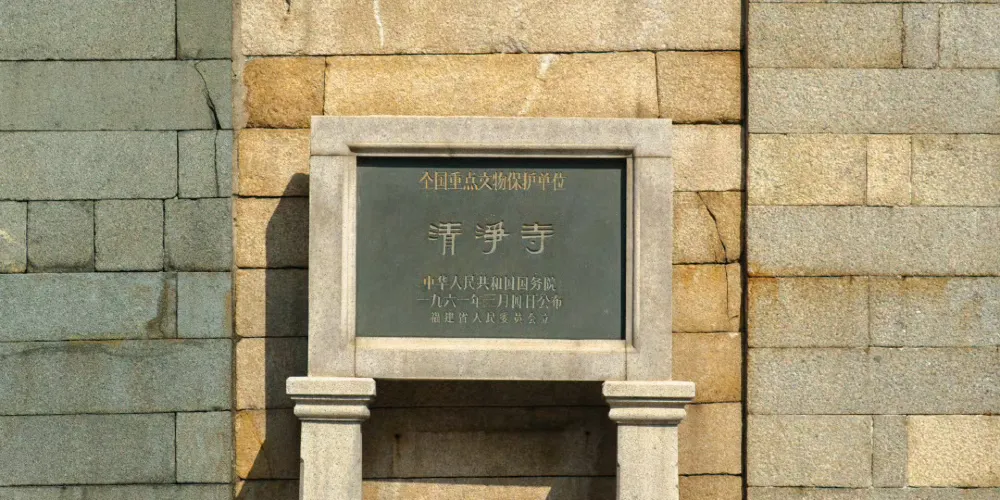 全国重点文物保护单位
清净寺
中华人民共和国国务院
一九六一年三月四日公布
福建省人民委员会立